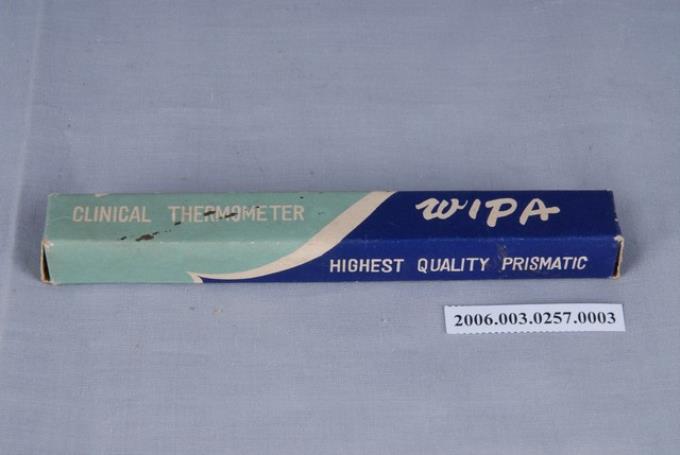 CLINICAL THERMOMETER
WIPA
HIGHEST QUALITY PRISMATIC
2006.003.0257.0003